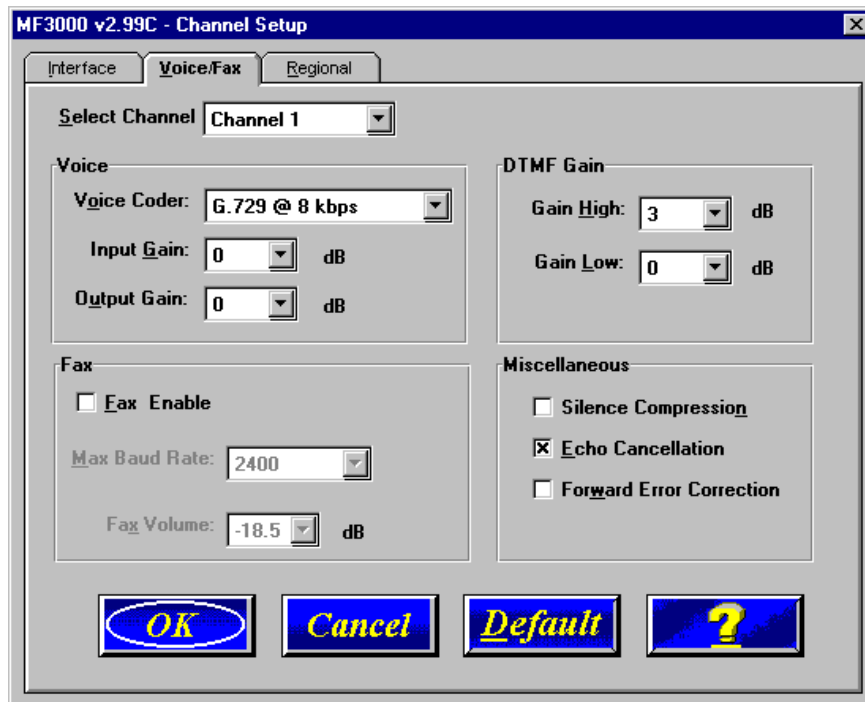 MF3000 v2.99C - Channel Setup
Interface Voice/Fax Regional
Select Channel Channel 1
Voice
Voice Coder: G.729 @ 8 kbps
Input Gain: 0 dB
Output Gain: 0 dB
DTMF Gain
Gain High: 3 dB
Gain Low: 0 dB
Fax
Fax Enable
Max Baud Rate: 2400
Fax Volume: -18.5 dB
Miscellaneous
Silence Compression
Echo Cancellation
Forward Error Correction
OK Cancel Default ?